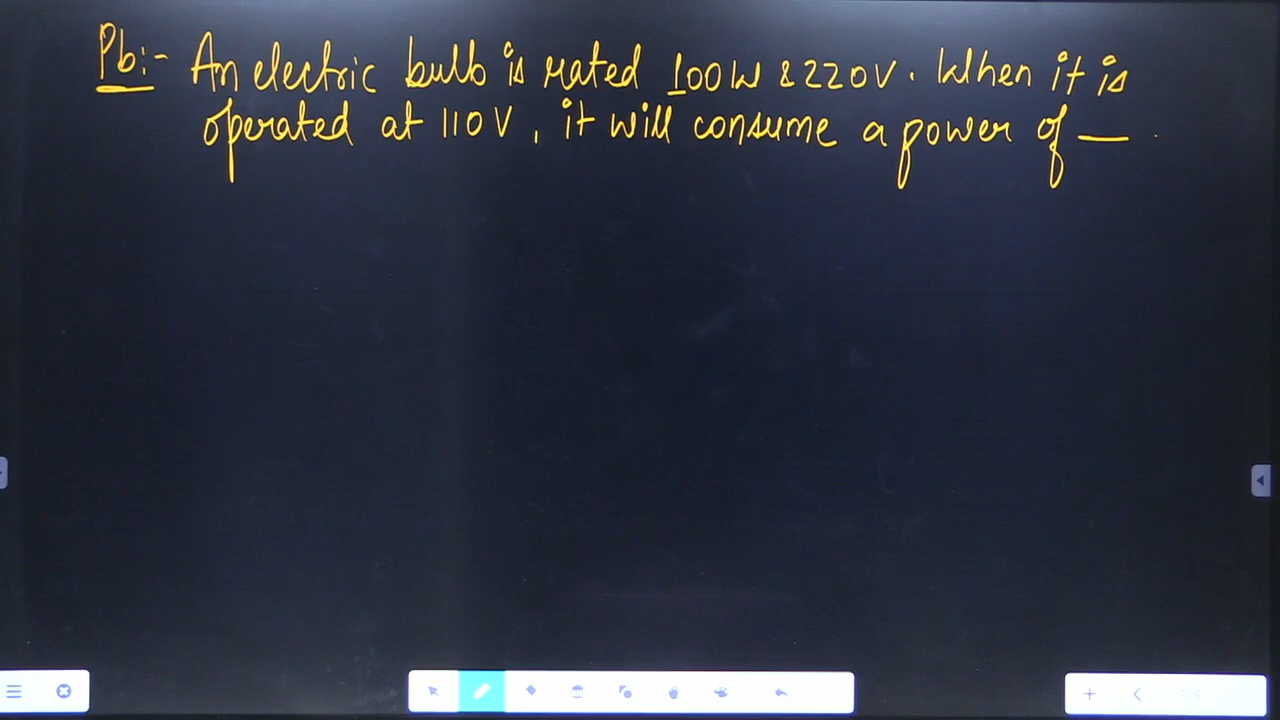 Pb:- An electric bulb is rated 100W & 220V. When it is
operated at 110V, it will consume a power of __.